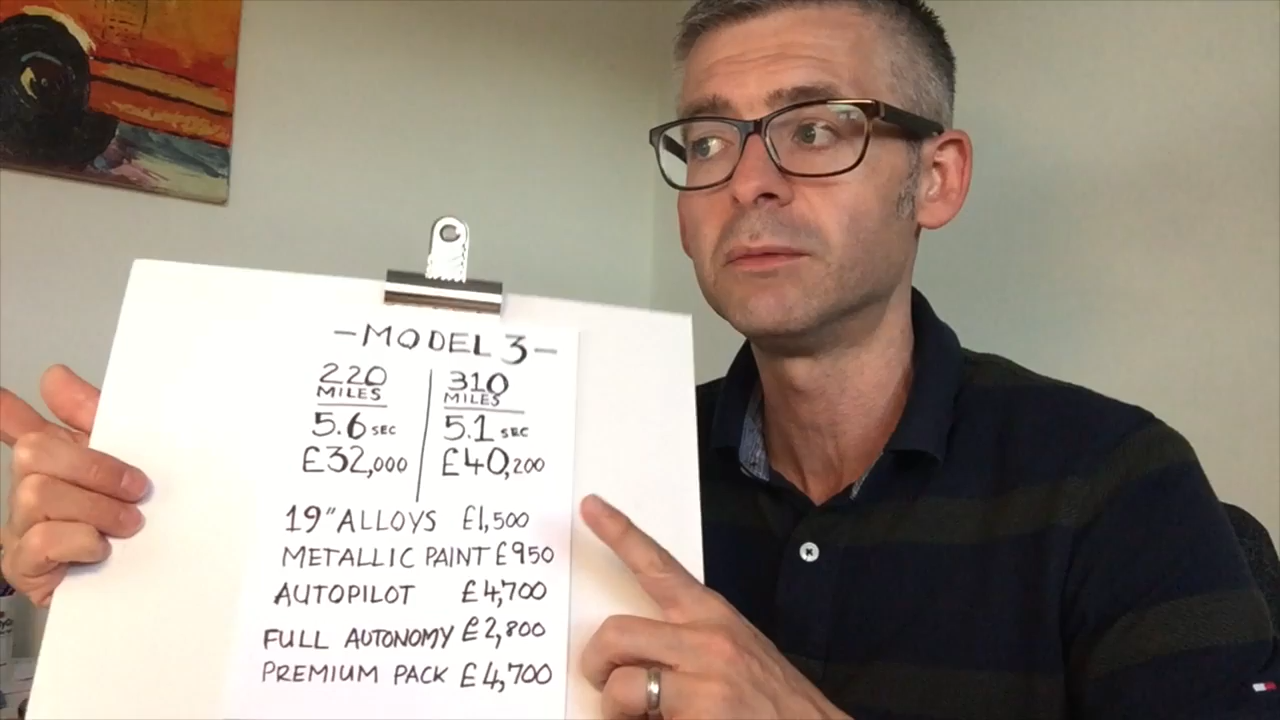 -MODEL 3-
220 MILES | 310 MILES
5.6 SEC | 5.1 SEC
£32,000 | £40,200
19" ALLOYS £1,500
METALLIC PAINT £950
AUTOPILOT £4,700
FULL AUTONOMY £2,800
PREMIUM PACK £4,700